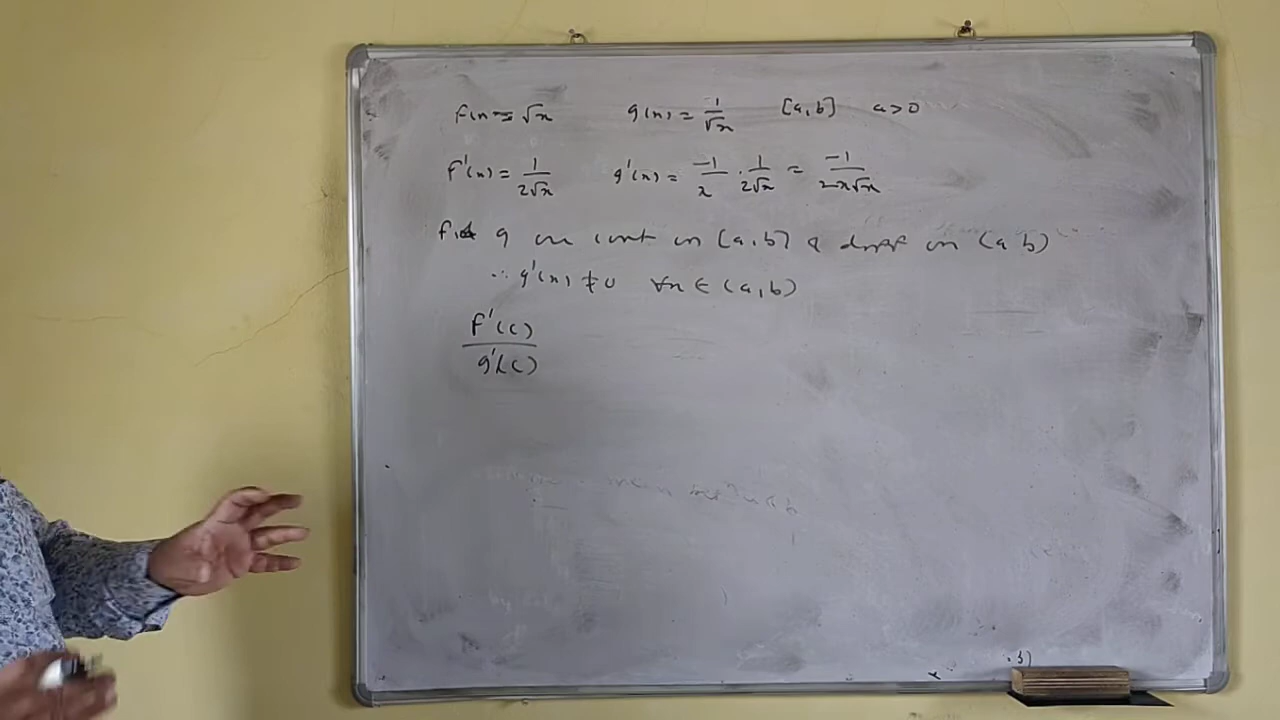 f(x) = √x g(x) = 1/√x [a,b] a>0
f'(x) = 1/2√x g'(x) = -1/x · 1/2√x = -1/2x√x
f & g are cont on [a,b] & diff on (a b)
∴ g'(x) ≠ 0 ∀x ∈ (a,b)
f'(c)/g'(c)